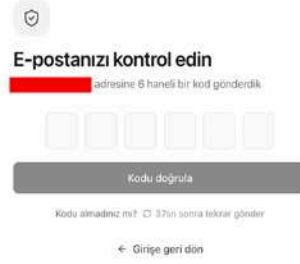 E-postanızı kontrol edin
adresine 6 haneli bir kod gönderdik
Kodu doğrula
Kodu almadınız mı? 37sn sonra tekrar gönder
← Girişe geri dön